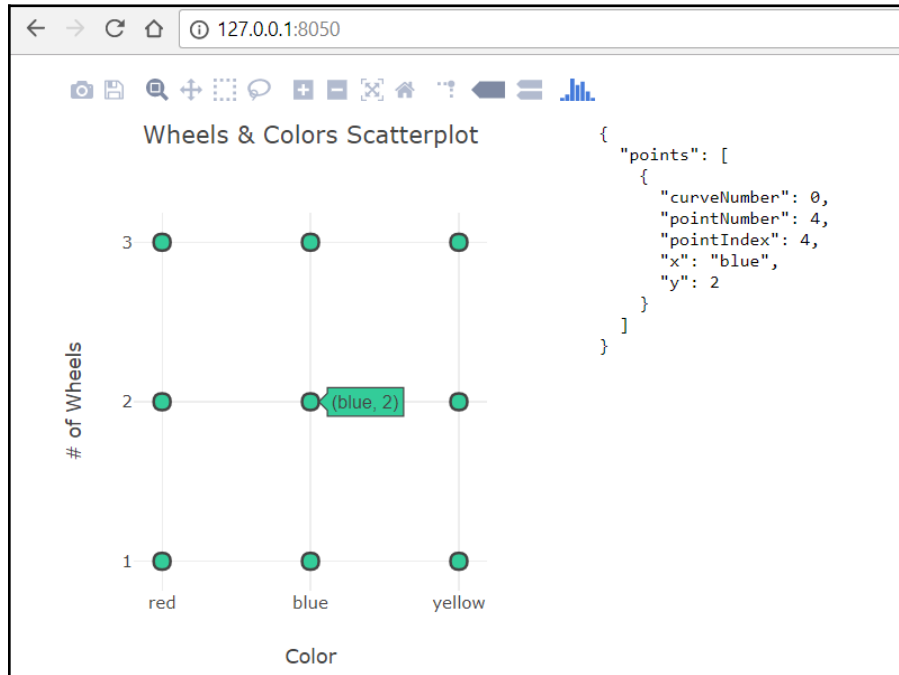 127.0.0.1:8050
Wheels & Colors Scatterplot
3
2
1
# of Wheels
(blue, 2)
red
blue
yellow
Color
{
"points": [
{
"curveNumber": 0,
"pointNumber": 4,
"pointIndex": 4,
"x": "blue",
"y": 2
}
]
}